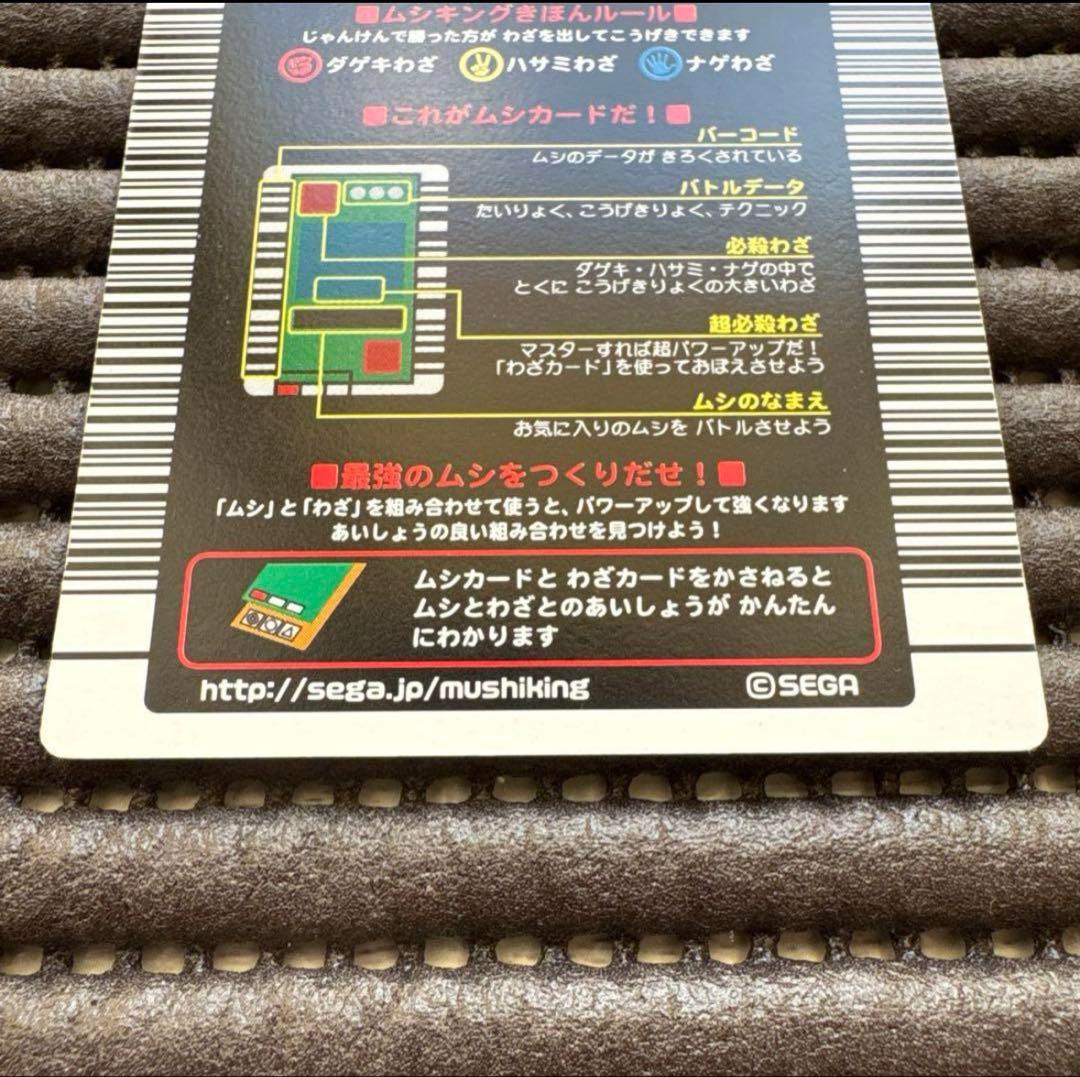 ■ムシキングきほんルール■
じゃんけんで勝った方が わざを出してこうげきできます
ダゲキわざ ハサミわざ ナゲわざ
■これがムシカードだ！■
バーコード
ムシのデータが きろくされている
バトルデータ
たいりょく、こうげきりょく、テクニック
必殺わざ
ダゲキ・ハサミ・ナゲの中で
とくに こうげきりょくの大きいわざ
超必殺わざ
マスターすれば超パワーアップだ！
「わざカード」を使っておぼえさせよう
ムシのなまえ
お気に入りのムシを バトルさせよう
■最強のムシをつくりだせ！■
「ムシ」と「わざ」を組み合わせて使うと、パワーアップして強くなります
あいしょうの良い組み合わせを見つけよう！
ムシカードと わざカードをかさねると
ムシとわざとのあいしょうが かんたん
にわかります
http://sega.jp/mushiking ©SEGA